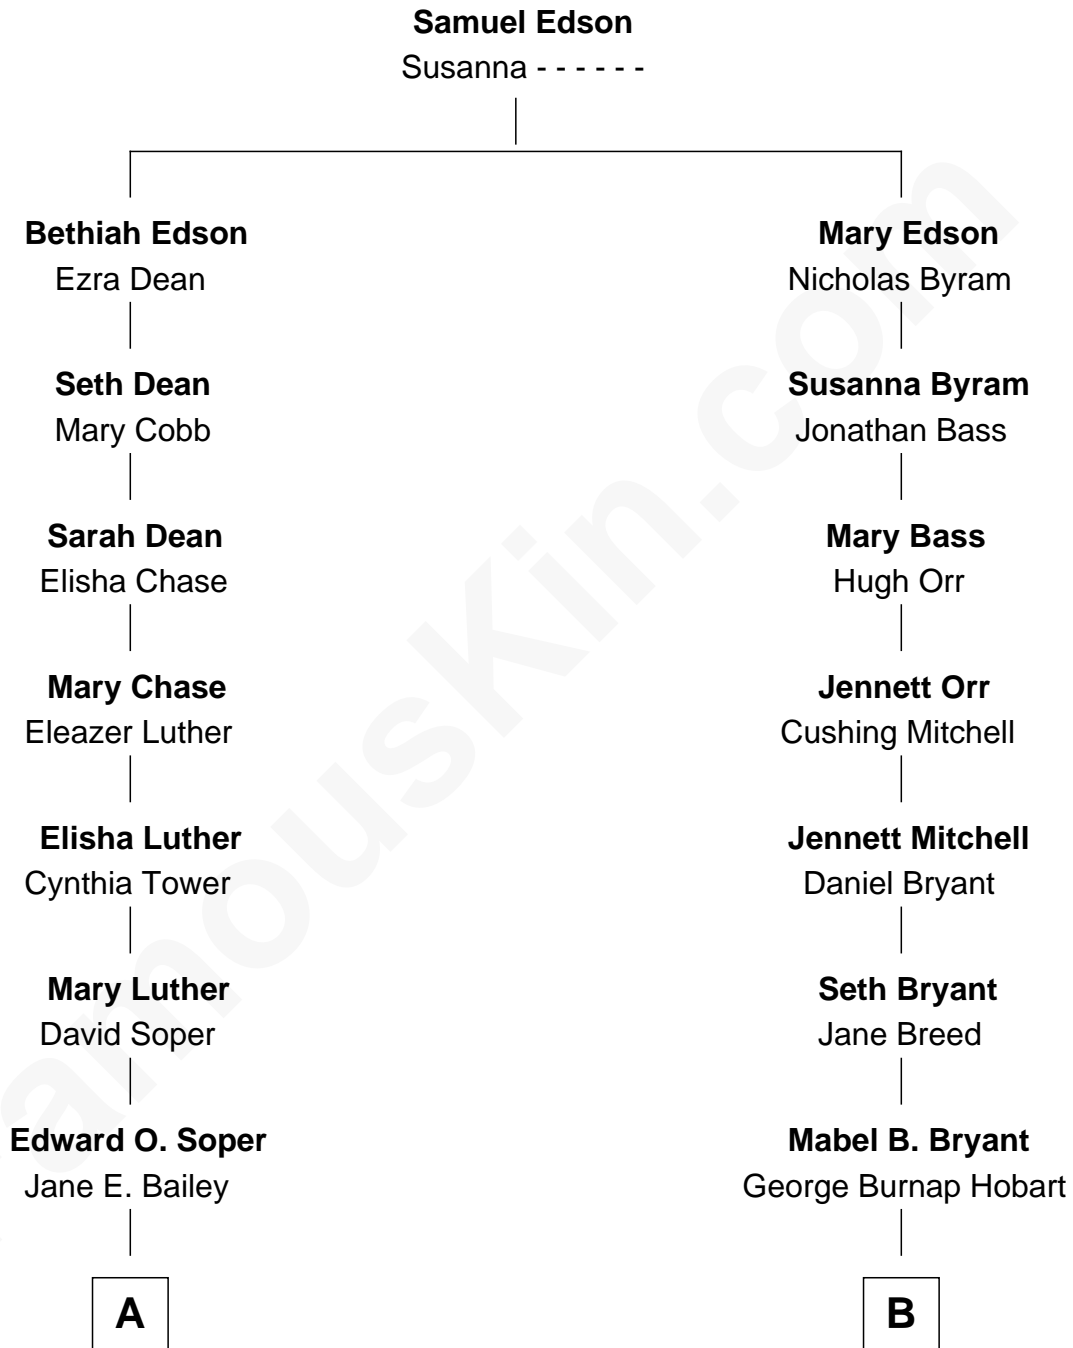 Samuel Edson
Susanna - - - - - -
Bethiah Edson
Ezra Dean
Mary Edson
Nicholas Byram
Seth Dean
Mary Cobb
Susanna Byram
Jonathan Bass
Sarah Dean
Elisha Chase
Mary Bass
Hugh Orr
Mary Chase
Eleazer Luther
Jennett Orr
Cushing Mitchell
Elisha Luther
Cynthia Tower
Jennett Mitchell
Daniel Bryant
Mary Luther
David Soper
Seth Bryant
Jane Breed
Edward O. Soper
Jane E. Bailey
Mabel B. Bryant
George Burnap Hobart
A
B
amousKin.com